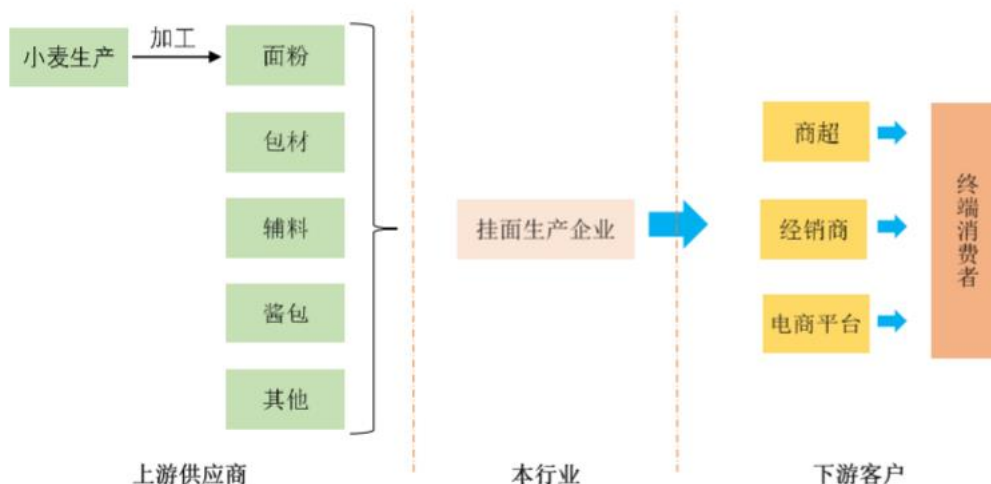 小麦生产
加工
面粉
包材
辅料
酱包
其他
挂面生产企业
商超
经销商
电商平台
终端消费者
上游供应商
本行业
下游客户